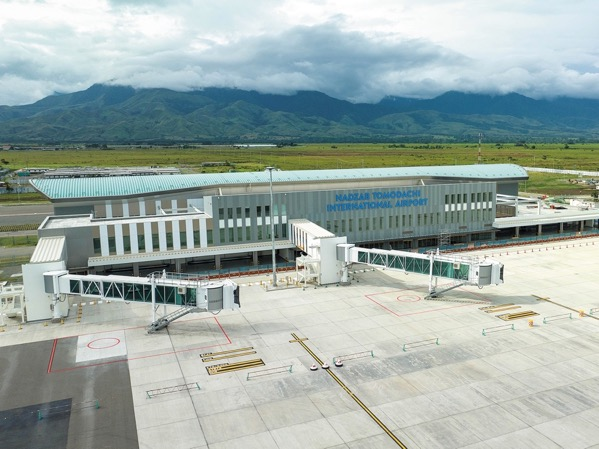 NADZAB TOMODACHI
INTERNATIONAL AIRPORT